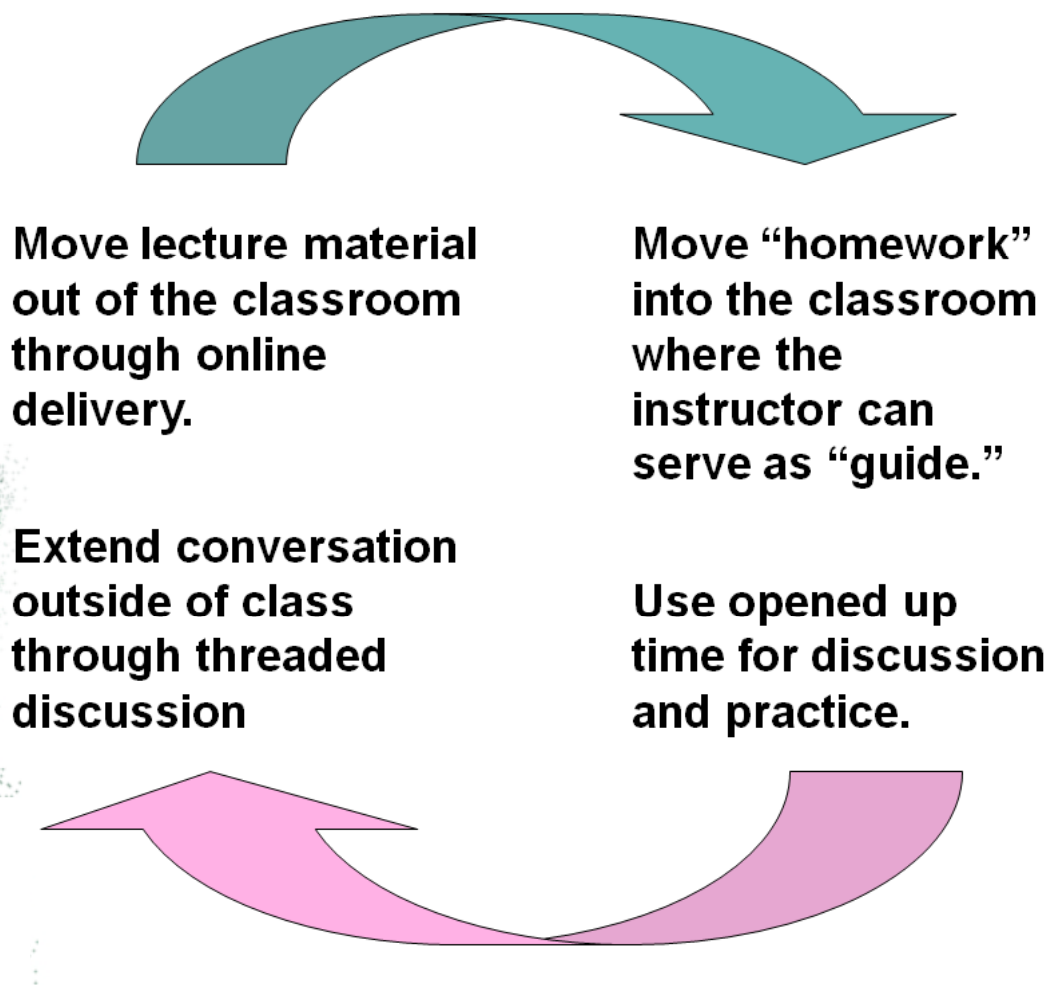 Move lecture material
out of the classroom
through online
delivery.
Move “homework”
into the classroom
where the
instructor can
serve as “guide.”
Extend conversation
outside of class
through threaded
discussion
Use opened up
time for discussion
and practice.